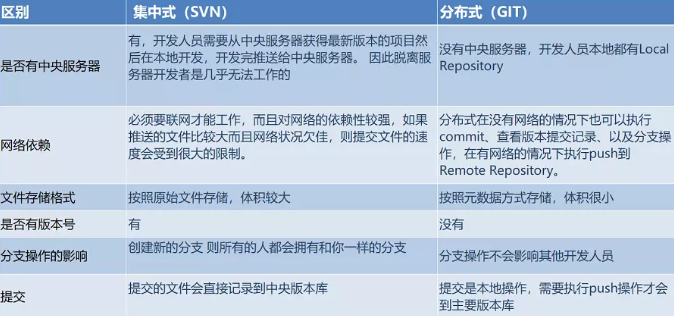 区别
集中式（SVN）
分布式（GIT）
是否有中央服务器
有，开发人员需要从中央服务器获得最新版本的项目然
后在本地开发，开发完推送给中央服务器。 因此脱离服
务器开发者是几乎无法工作的
没有中央服务器，开发人员本地都有Local
Repository
网络依赖
必须要联网才能工作，而且对网络的依赖性较强，如果
推送的文件比较大而且网络状况欠佳，则提交文件的速
度会受到很大的限制。
分布式在没有网络的情况下也可以执行
commit、查看版本提交记录、以及分支操
作，在有网络的情况下执行push到
Remote Repository。
文件存储格式
按照原始文件存储，体积较大
按照元数据方式存储，体积很小
是否有版本号
有
没有
分支操作的影响
创建新的分支 则所有的人都会拥有和你一样的分支
分支操作不会影响其他开发人员
提交
提交的文件会直接记录到中央版本库
提交是本地操作，需要执行push操作才会
到主要版本库